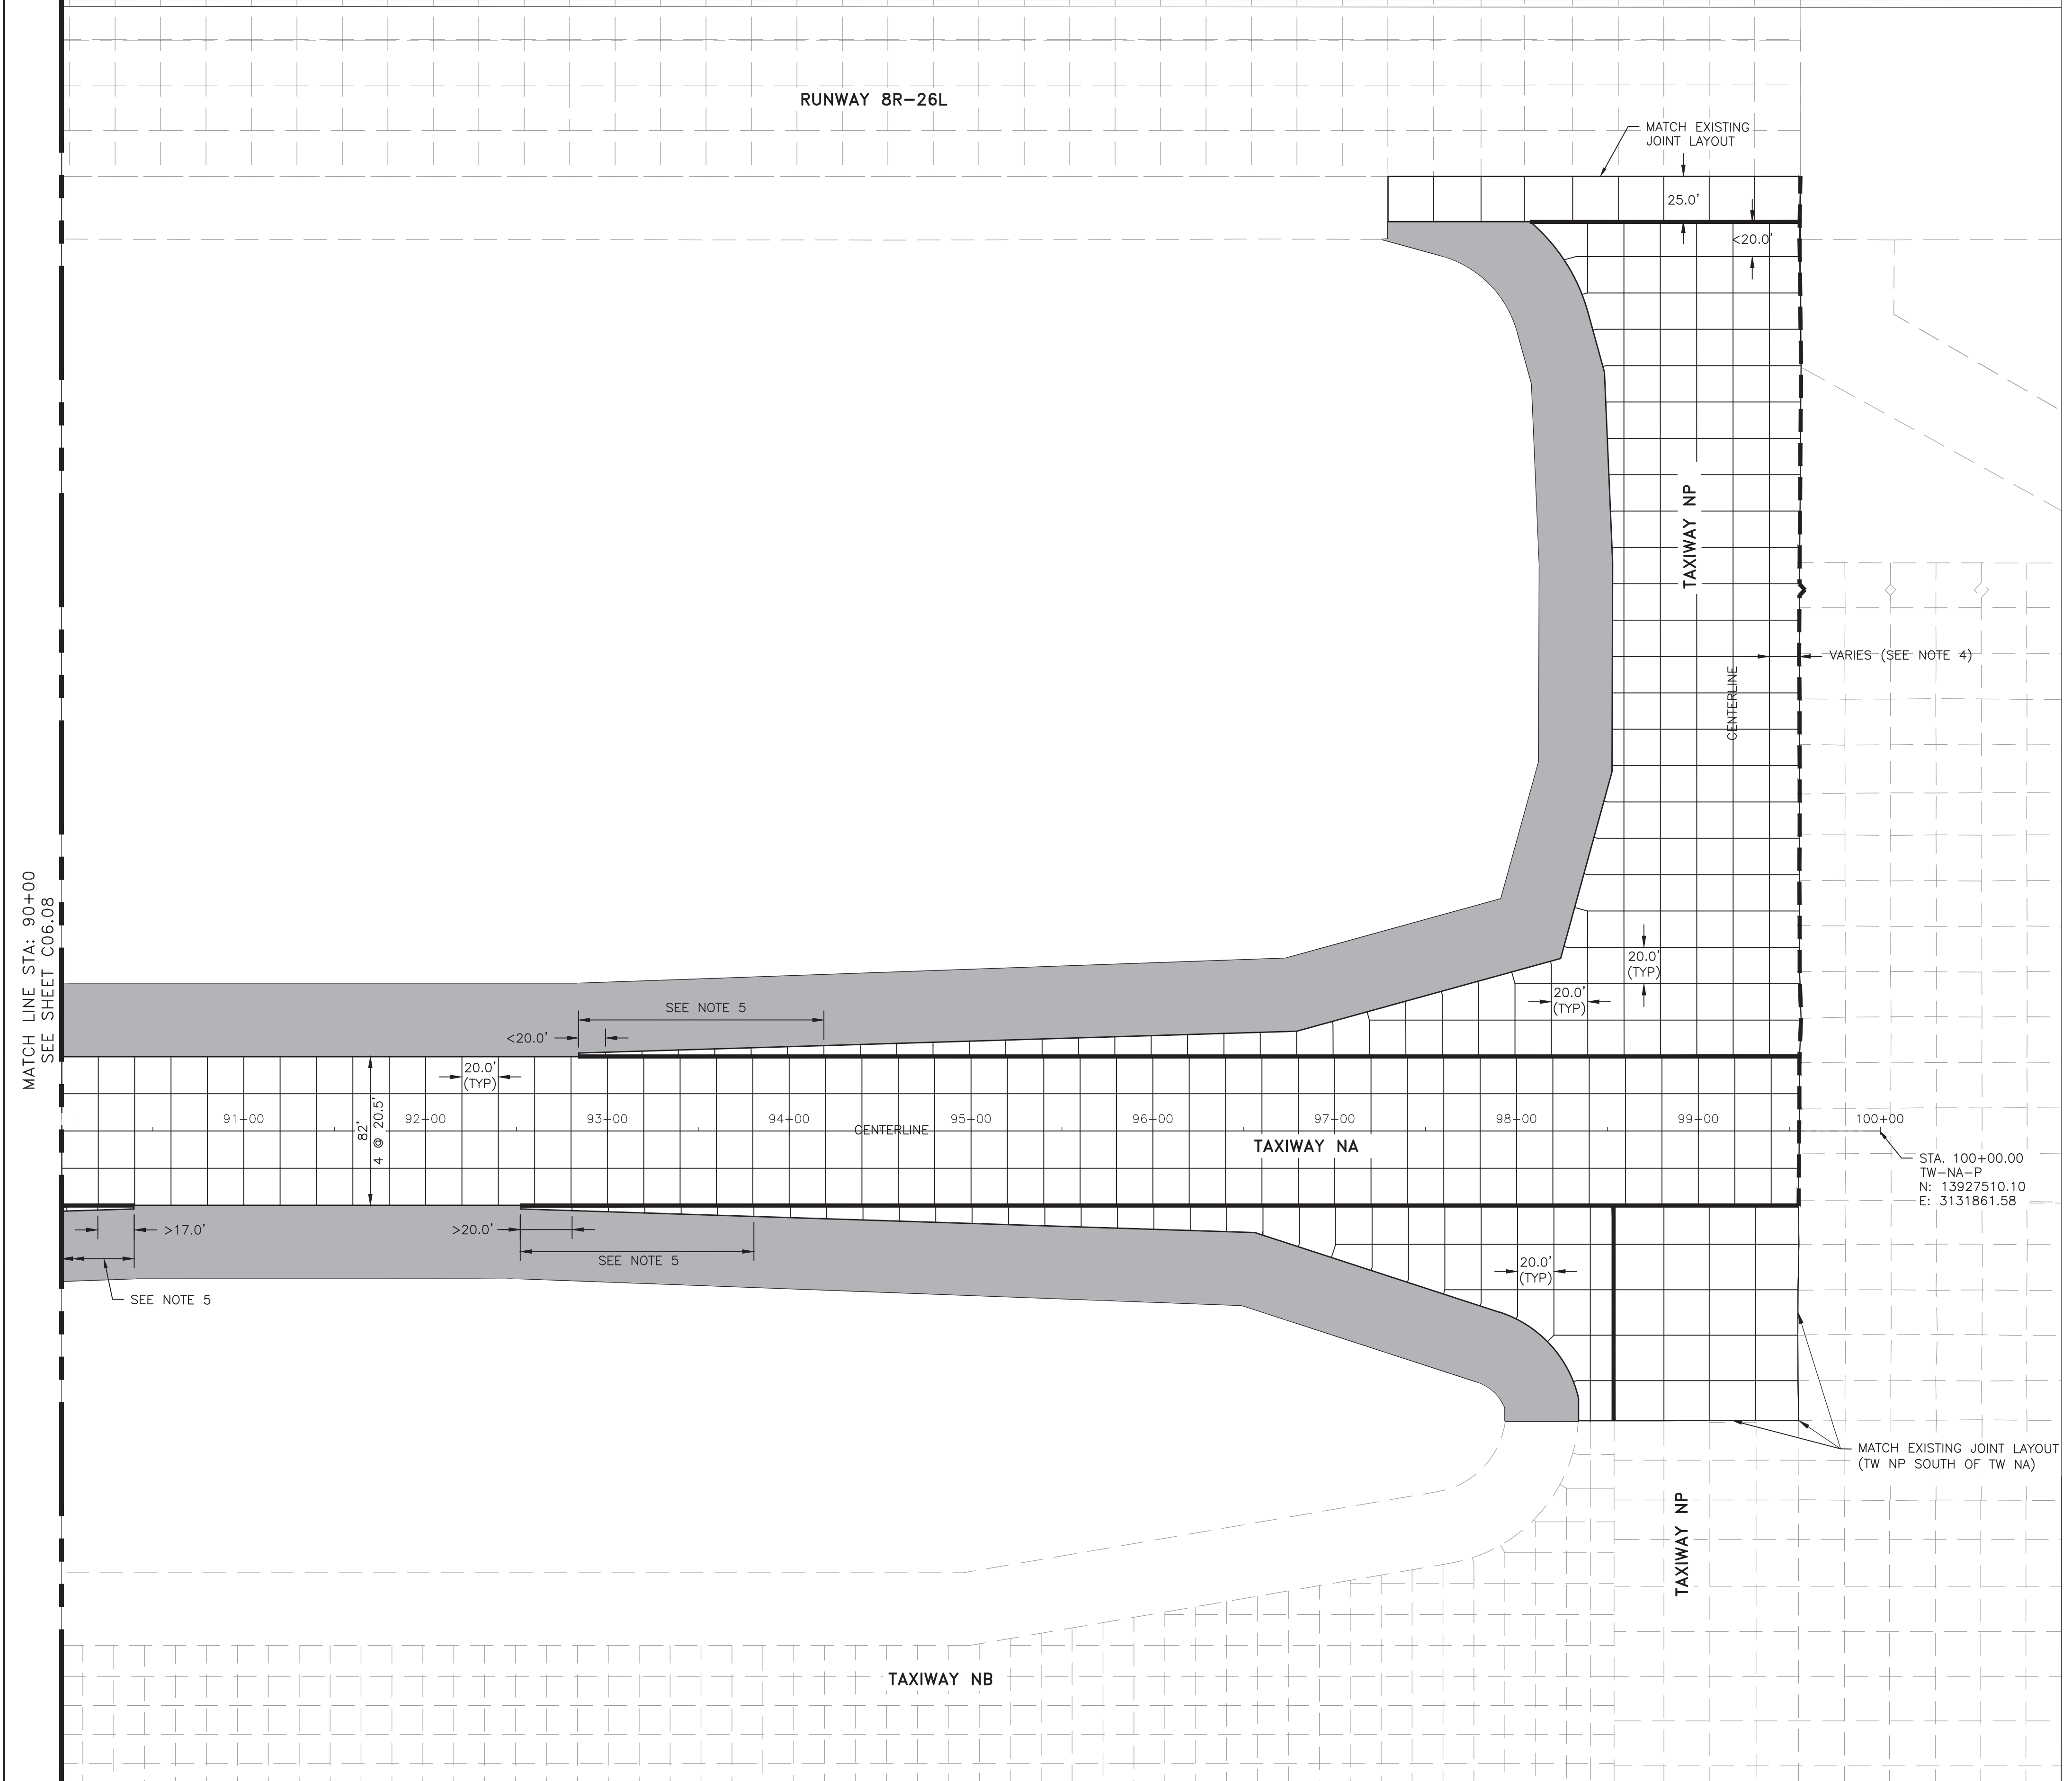 RUNWAY 8R-26L
MATCH EXISTING
JOINT LAYOUT
25.0'
<20.0'
TAXIWAY NP
VARIES (SEE NOTE 4)
CENTERLINE
MATCH LINE STA: 90+00
SEE SHEET C06.08
20.0'
(TYP)
20.0'
(TYP)
SEE NOTE 5
<20.0'
20.0'
(TYP)
82'
4 @ 20.5'
91+00
92+00
93+00
94+00
95+00
96+00
97+00
98+00
99+00
100+00
CENTERLINE
TAXIWAY NA
STA. 100+00.00
TW-NA-P
N: 13927510.10
E: 3131861.58
>17.0'
>20.0'
SEE NOTE 5
SEE NOTE 5
20.0'
(TYP)
MATCH EXISTING JOINT LAYOUT
(TW NP SOUTH OF TW NA)
TAXIWAY NP
TAXIWAY NB